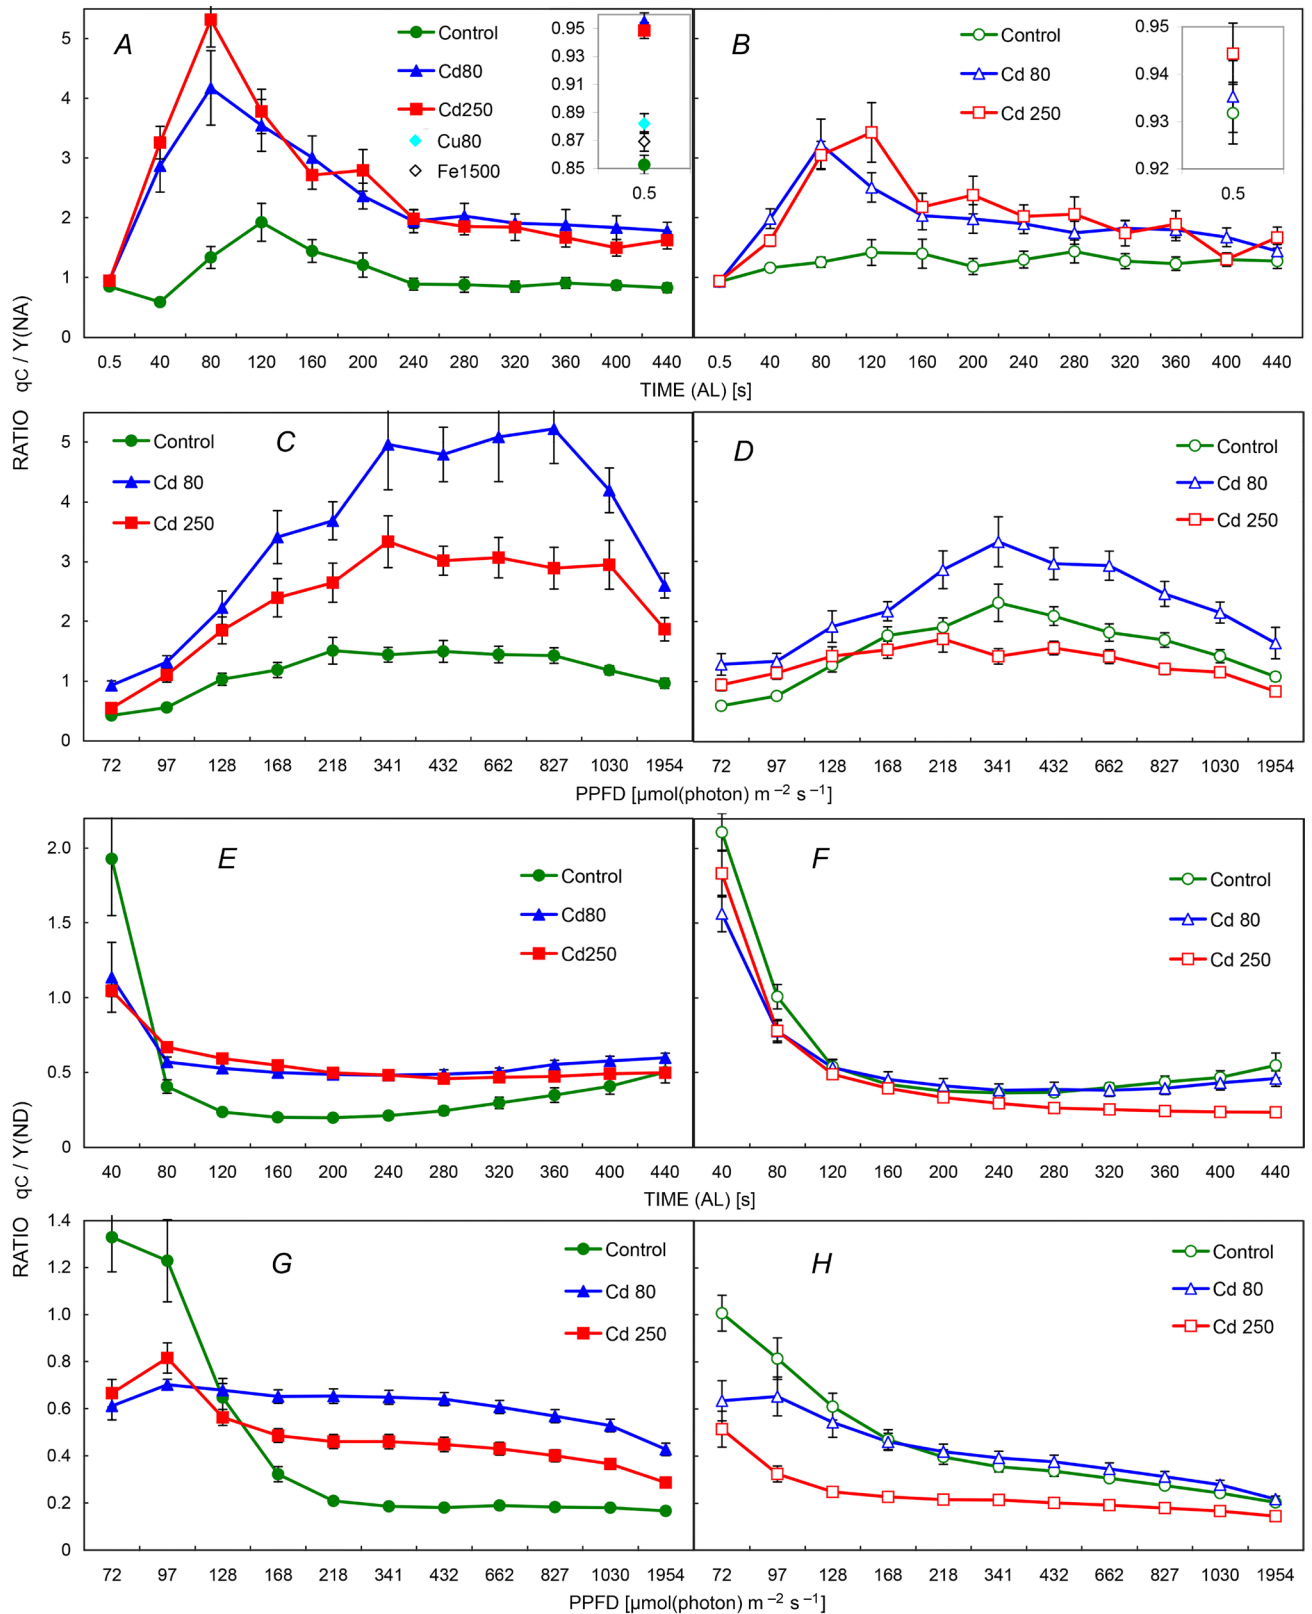 A
Control
Cd80
Cd250
Cu80
Fe1500
0.95
0.93
0.91
0.89
0.87
0.85
0.5
5
4
3
2
1
0
0.5 40 80 120 160 200 240 280 320 360 400 440
B
Control
Cd 80
Cd 250
0.95
0.94
0.93
0.92
0.5
0.5 40 80 120 160 200 240 280 320 360 400 440
TIME (AL) [s]
RATIO qC / Y(NA)
C
Control
Cd 80
Cd 250
5
4
3
2
1
0
72 97 128 168 218 341 432 662 827 1030 1954
D
Control
Cd 80
Cd 250
72 97 128 168 218 341 432 662 827 1030 1954
PPFD [µmol(photon) m −2 s −1]
E
Control
Cd80
Cd250
2.0
1.5
1.0
0.5
0
40 80 120 160 200 240 280 320 360 400 440
F
Control
Cd 80
Cd 250
40 80 120 160 200 240 280 320 360 400 440
TIME (AL) [s]
RATIO qC / Y(ND)
G
Control
Cd 80
Cd 250
1.4
1.2
1.0
0.8
0.6
0.4
0.2
0
72 97 128 168 218 341 432 662 827 1030 1954
H
Control
Cd 80
Cd 250
72 97 128 168 218 341 432 662 827 1030 1954
PPFD [µmol(photon) m −2 s −1]